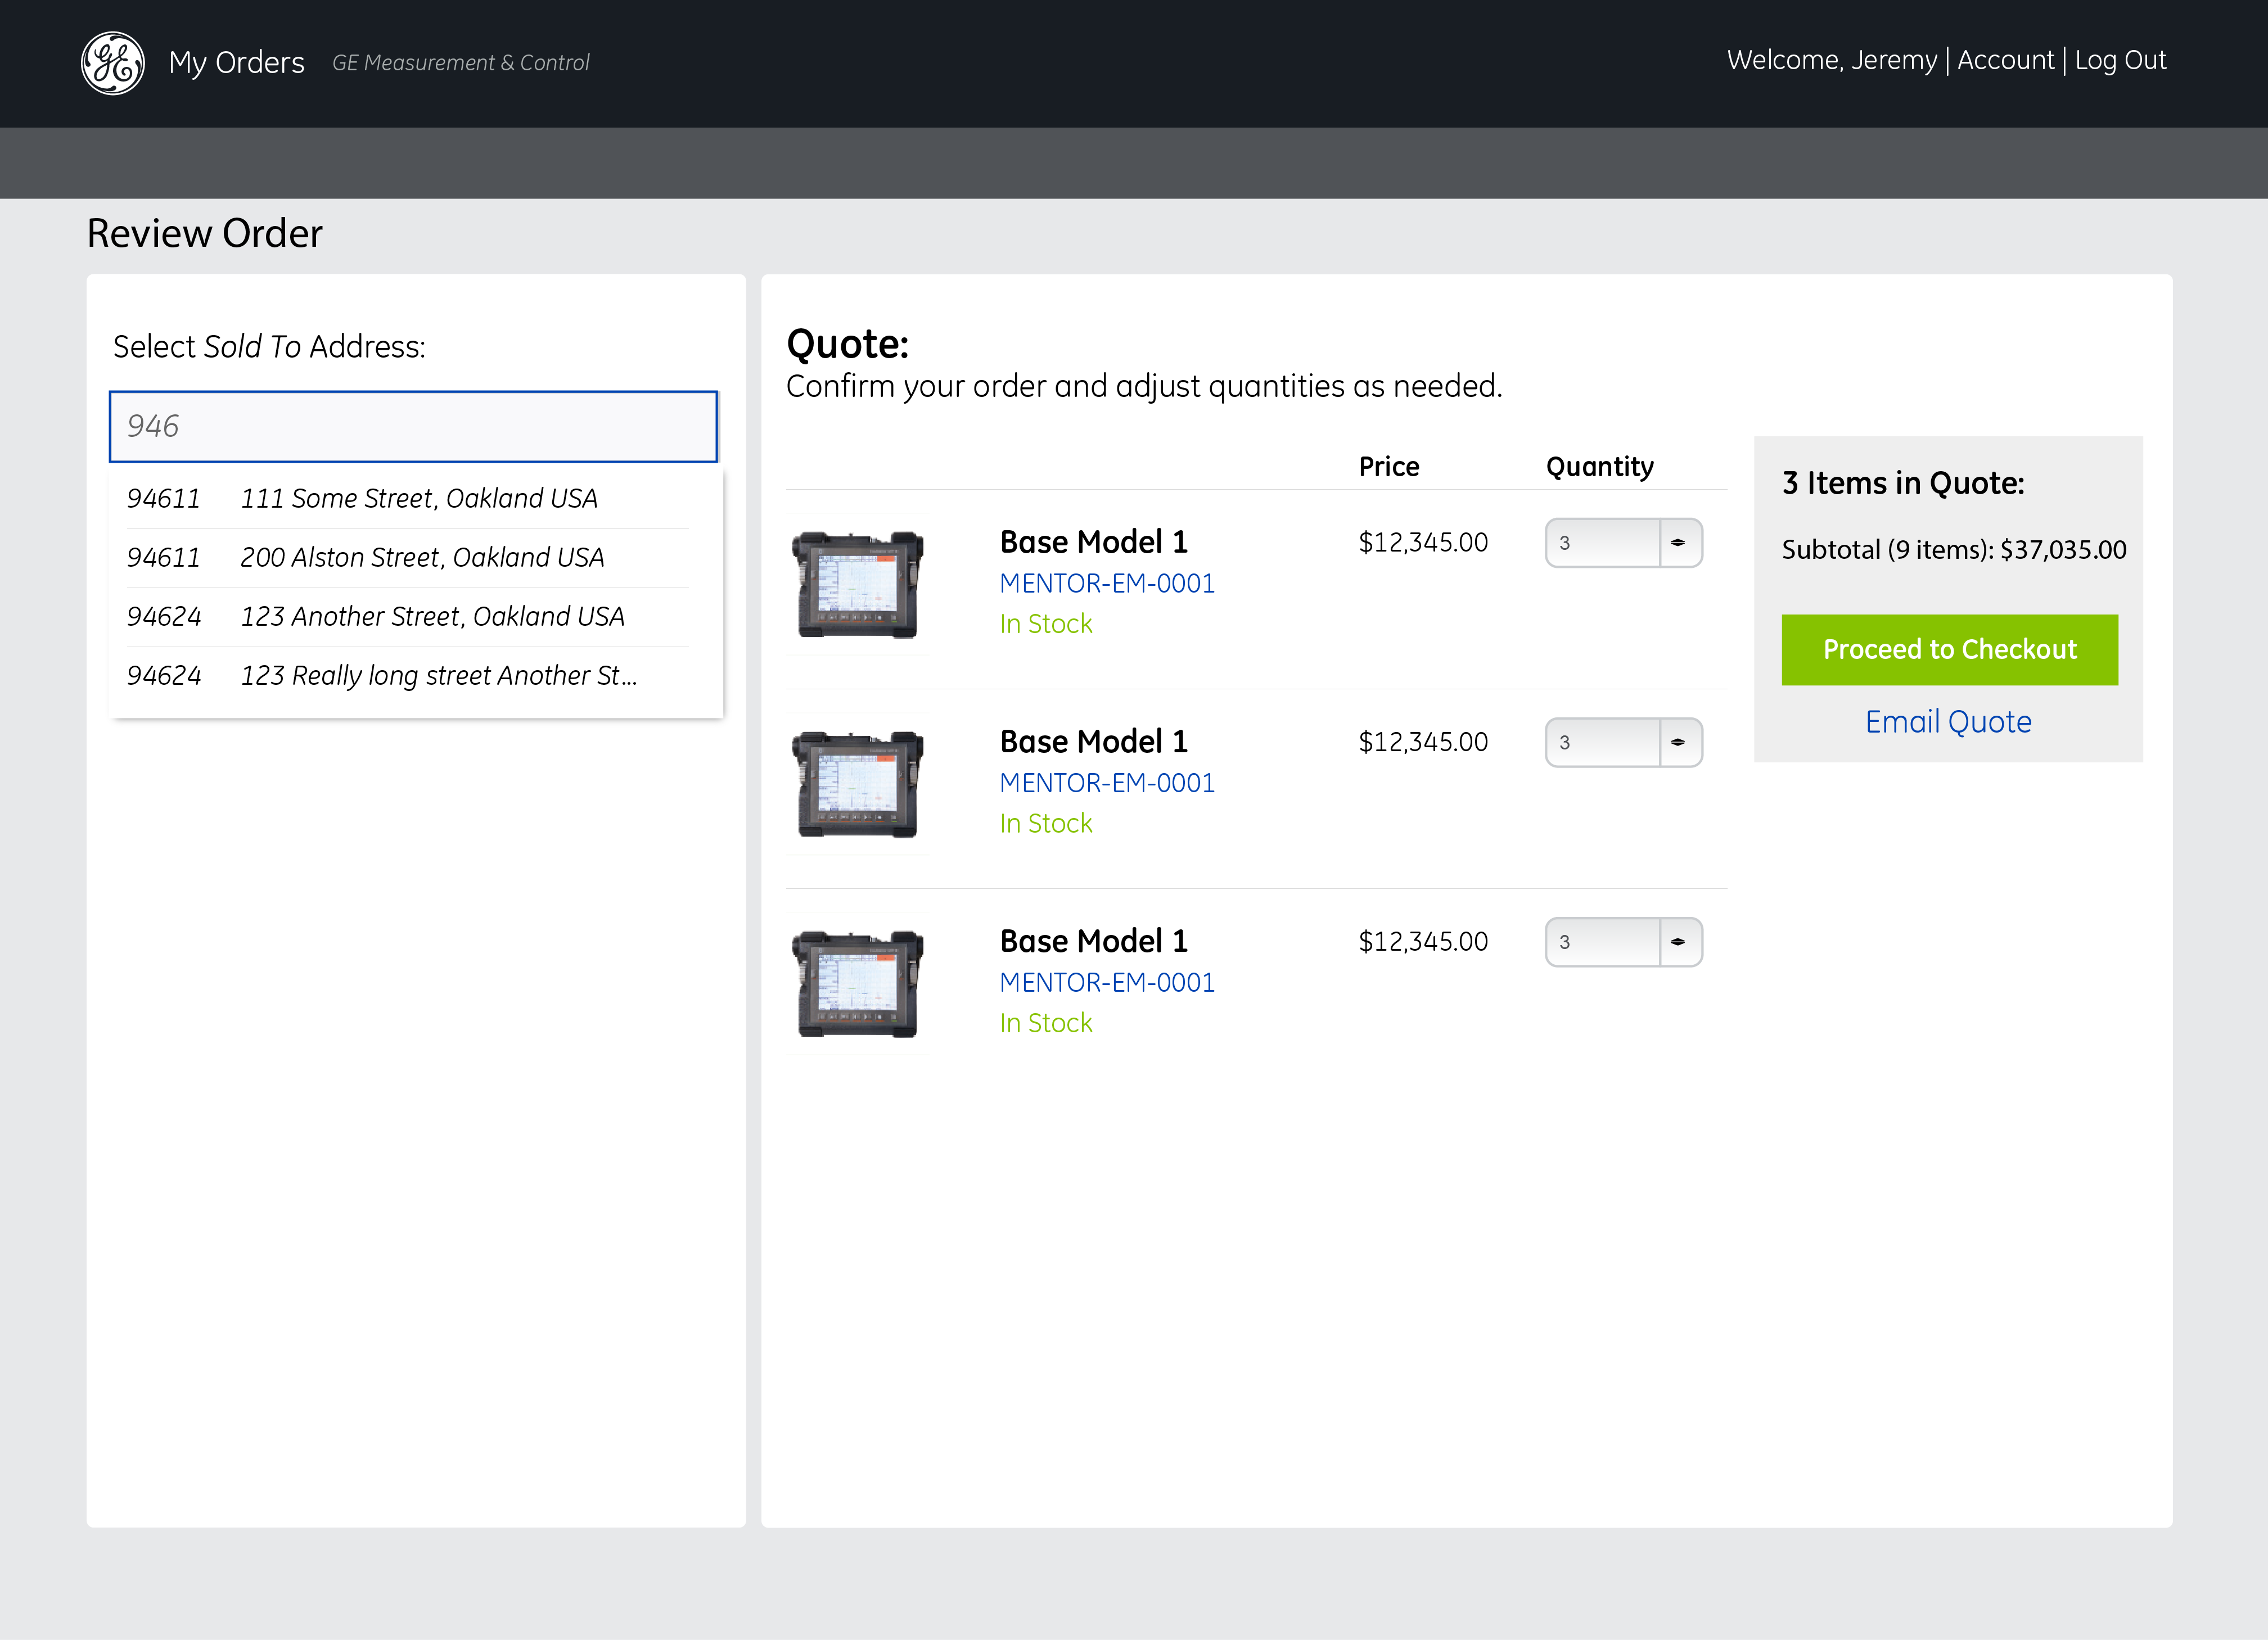 GE My Orders GE Measurement & Control Welcome, Jeremy | Account | Log Out
Review Order
Select Sold To Address:
946
94611 111 Some Street, Oakland USA
94611 200 Alston Street, Oakland USA
94624 123 Another Street, Oakland USA
94624 123 Really long street Another St...
Quote:
Confirm your order and adjust quantities as needed.
Price Quantity
Base Model 1 $12,345.00 3
MENTOR-EM-0001
In Stock
Base Model 1 $12,345.00 3
MENTOR-EM-0001
In Stock
Base Model 1 $12,345.00 3
MENTOR-EM-0001
In Stock
3 Items in Quote:
Subtotal (9 items): $37,035.00
Proceed to Checkout
Email Quote